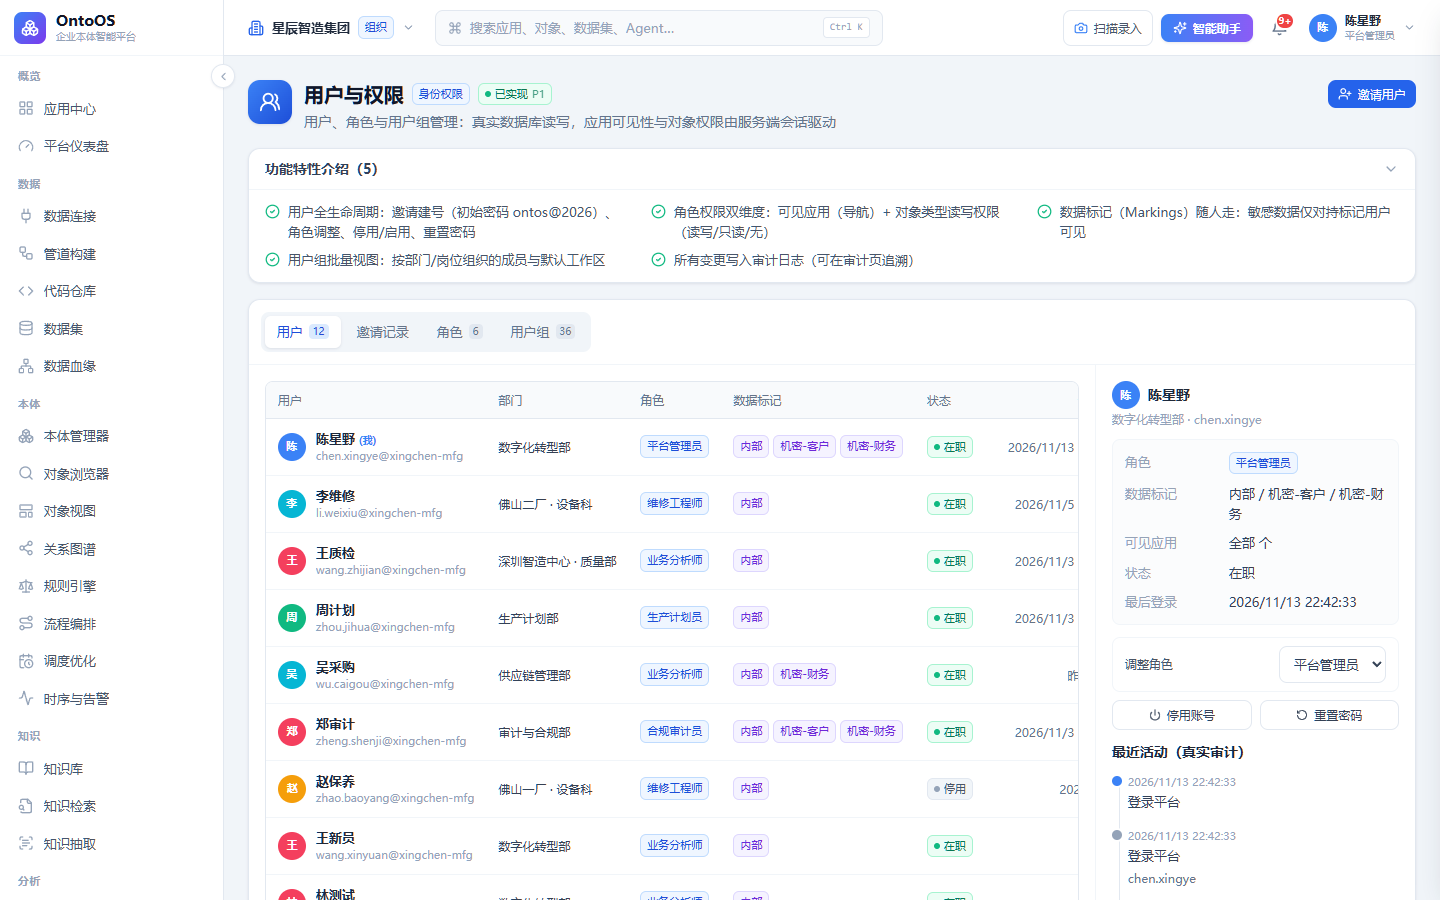 OntoOS
企业本体智能平台
星辰智造集团 组织
搜索应用、对象、数据集、Agent... Ctrl K
扫描录入
智能助手
9+
陈
陈星野
平台管理员
概览
应用中心
平台仪表盘
数据
数据连接
管道构建
代码仓库
数据集
数据血缘
本体
本体管理器
对象浏览器
对象视图
关系图谱
规则引擎
流程编排
调度优化
时序与告警
知识
知识库
知识检索
知识抽取
分析
用户与权限 身份权限 已实现 P1
用户、角色与用户组管理：真实数据库读写，应用可见性与对象权限由服务端会话驱动
邀请用户
功能特性介绍（5）
用户全生命周期：邀请建号（初始密码 ontos@2026）、
角色调整、停用/启用、重置密码
角色权限双维度：可见应用（导航）+ 对象类型读写权限
（读写/只读/无）
数据标记（Markings）随人走：敏感数据仅对持标记用户
可见
用户组批量视图：按部门/岗位组织的成员与默认工作区
所有变更写入审计日志（可在审计页追溯）
用户 12 邀请记录 角色 6 用户组 36
用户 部门 角色 数据标记 状态
陈 陈星野 (我) 数字化转型部 平台管理员 内部 机密-客户 机密-财务 在职 2026/11/13
chen.xingye@xingchen-mfg
李 李维修 佛山二厂 · 设备科 维修工程师 内部 在职 2026/11/5
li.weixiu@xingchen-mfg
王 王质检 深圳智造中心 · 质量部 业务分析师 内部 在职 2026/11/3
wang.zhijian@xingchen-mfg
周 周计划 生产计划部 生产计划员 内部 在职 2026/11/3
zhou.jihua@xingchen-mfg
吴 吴采购 供应链管理部 业务分析师 内部 机密-财务 在职 昨
wu.caigou@xingchen-mfg
郑 郑审计 审计与合规部 合规审计员 内部 机密-客户 机密-财务 在职 2026/11/3
zheng.shenji@xingchen-mfg
赵 赵保养 佛山一厂 · 设备科 维修工程师 内部 停用 202
zhao.baoyang@xingchen-mfg
王 王新员 数字化转型部 业务分析师 内部 在职
wang.xinyuan@xingchen-mfg
林测试
陈 陈星野
数字化转型部 · chen.xingye
角色 平台管理员
数据标记 内部 / 机密-客户 / 机密-财
务
可见应用 全部 个
状态 在职
最后登录 2026/11/13 22:42:33
调整角色 平台管理员
停用账号 重置密码
最近活动（真实审计）
2026/11/13 22:42:33
登录平台
2026/11/13 22:42:33
登录平台
chen.xingye